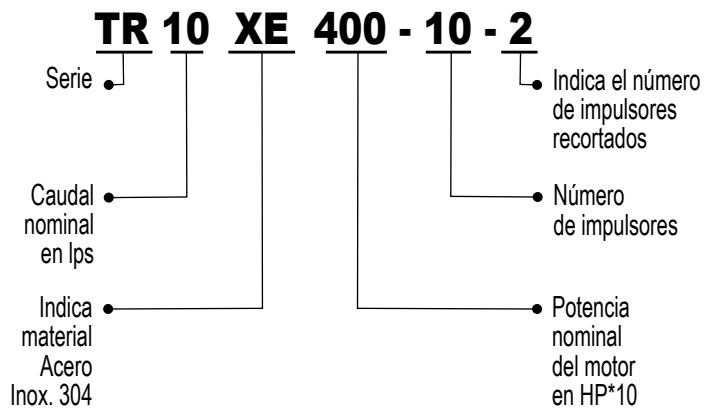 TR 10 XE 400 - 10 - 2
Serie
Indica el número
de impulsores
recortados
Caudal
nominal
en lps
Número
de impulsores
Indica
material
Acero
Inox. 304
Potencia
nominal
del motor
en HP*10